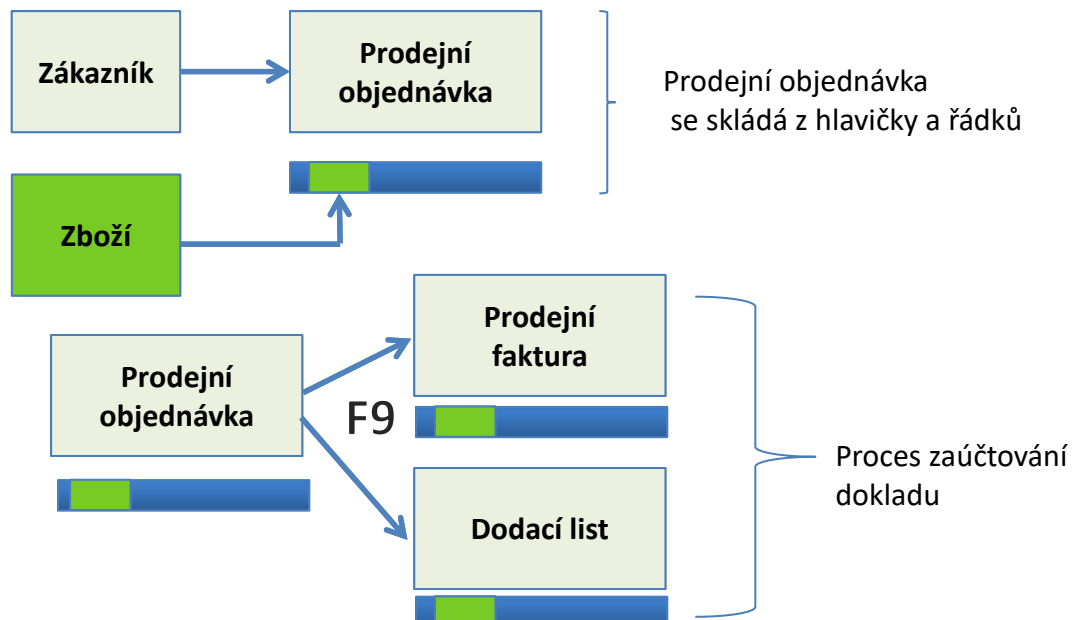 Zákazník
Prodejní
objednávka
Prodejní objednávka
se skládá z hlavičky a řádků
Zboží
Prodejní
objednávka
F9
Prodejní
faktura
Dodací list
Proces zaúčtování
dokladu